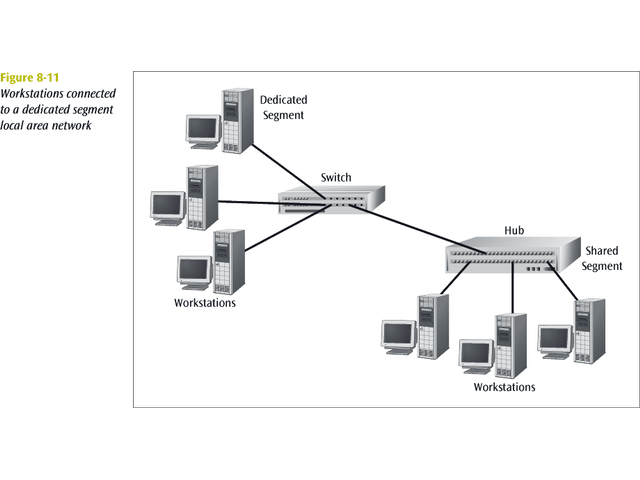 Figure 8-11
Workstations connected
to a dedicated segment
local area network
Dedicated
Segment
Switch
Hub
Shared
Segment
Workstations
Workstations